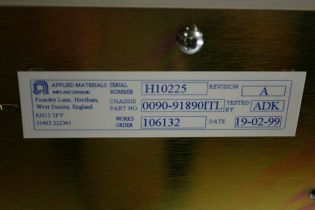 APPLIED MATERIALS
IMPLANT DIVISION
Foundry Lane, Horsham,
West Sussex, England
RH13 5PY
01403 222345
SERIAL NUMBER H10225 REVISION A
CHASSIS PART NO 0090-91890ITL TESTED BY ADK
WORKS ORDER 106132 DATE 19-02-99